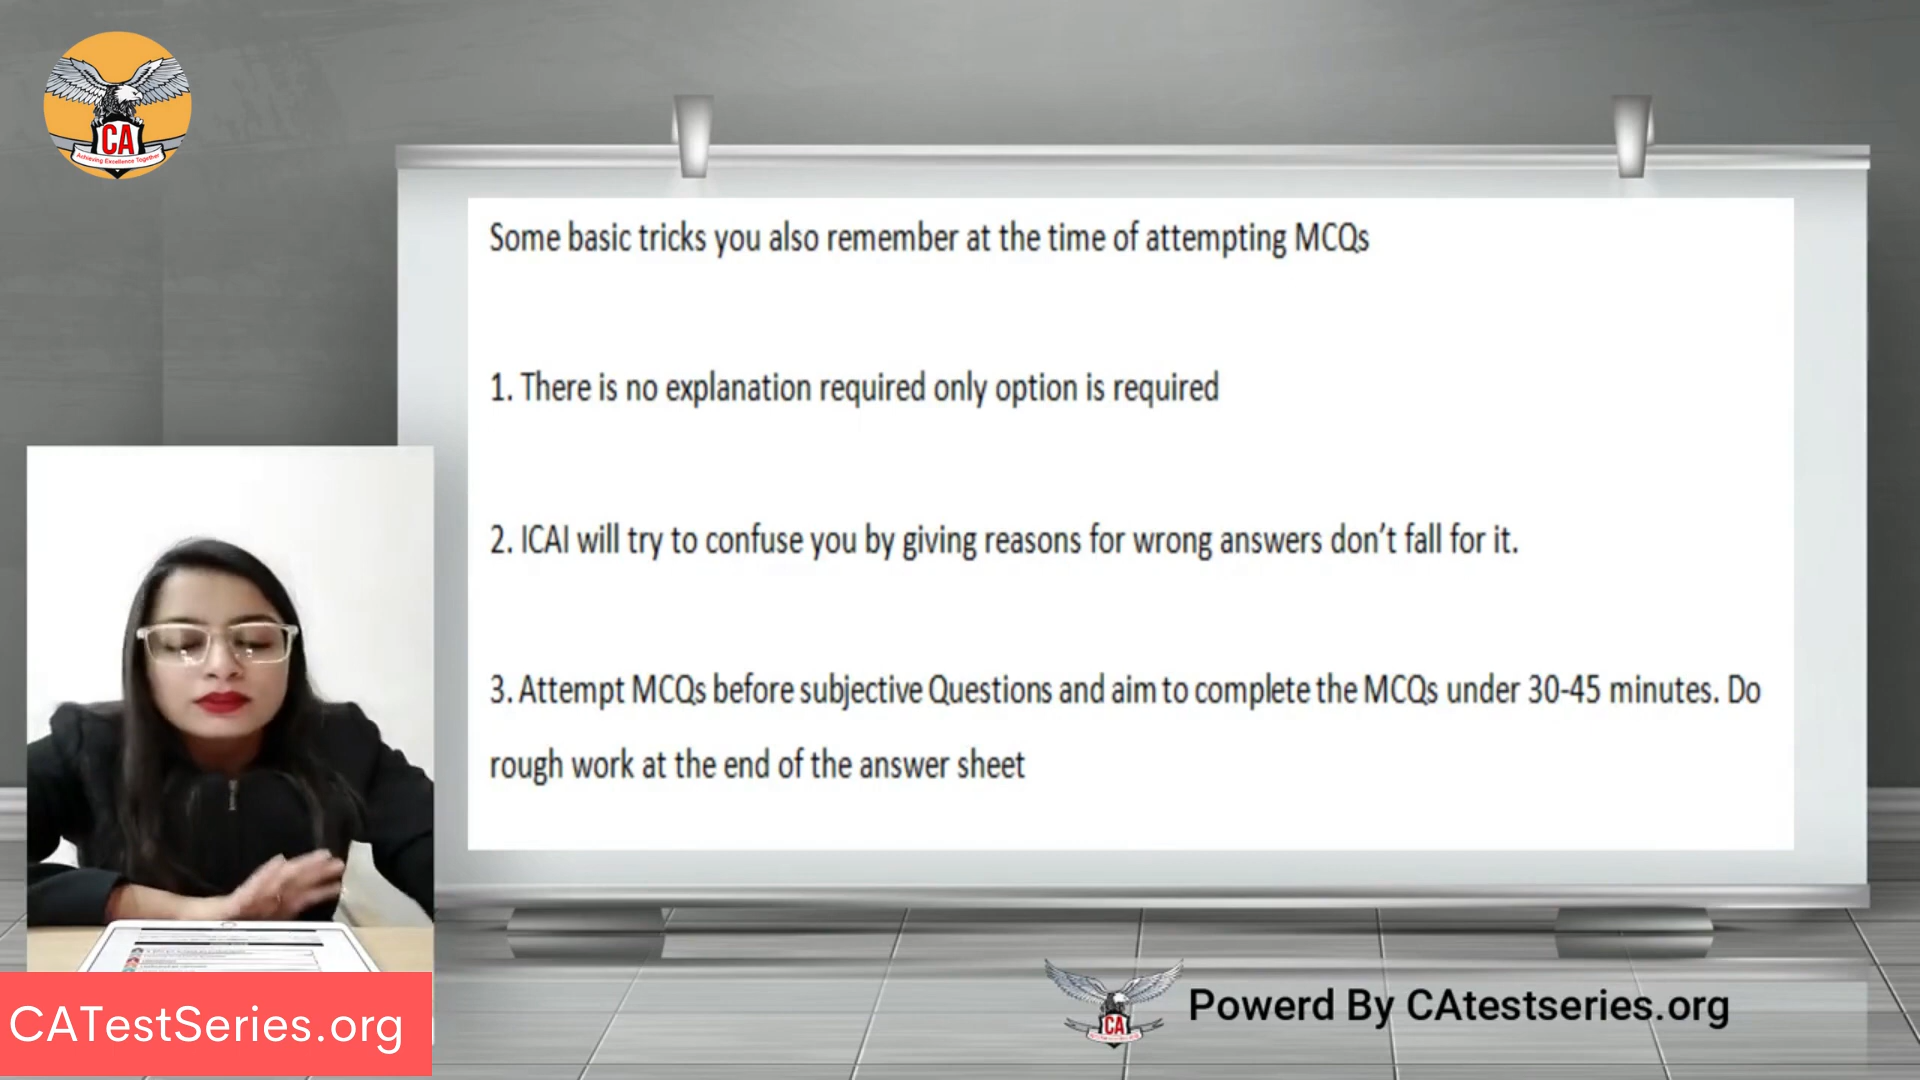 CA
Achieving Excellence Together
Some basic tricks you also remember at the time of attempting MCQs
1. There is no explanation required only option is required
2. ICAI will try to confuse you by giving reasons for wrong answers don’t fall for it.
3. Attempt MCQs before subjective Questions and aim to complete the MCQs under 30-45 minutes. Do
rough work at the end of the answer sheet
CATestSeries.org
CA
Powerd By CAtestseries.org